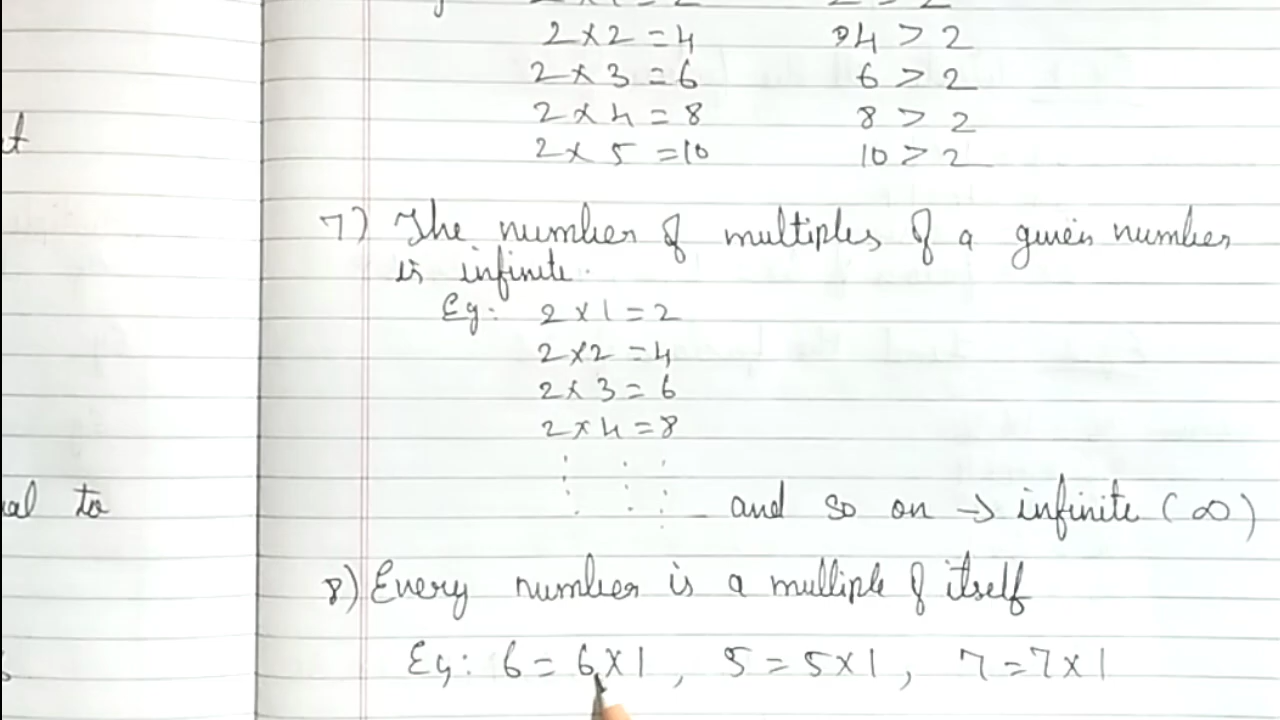 2 × 2 = 4 4 > 2
2 × 3 = 6 6 > 2
2 × 4 = 8 8 > 2
2 × 5 = 10 10 > 2
7) The number of multiples of a given number
is infinite.
Eg: 2 × 1 = 2
2 × 2 = 4
2 × 3 = 6
2 × 4 = 8
and so on → infinite (∞)
to
8) Every number is a multiple of itself
Eg: 6 = 6 × 1, 5 = 5 × 1, 7 = 7 × 1